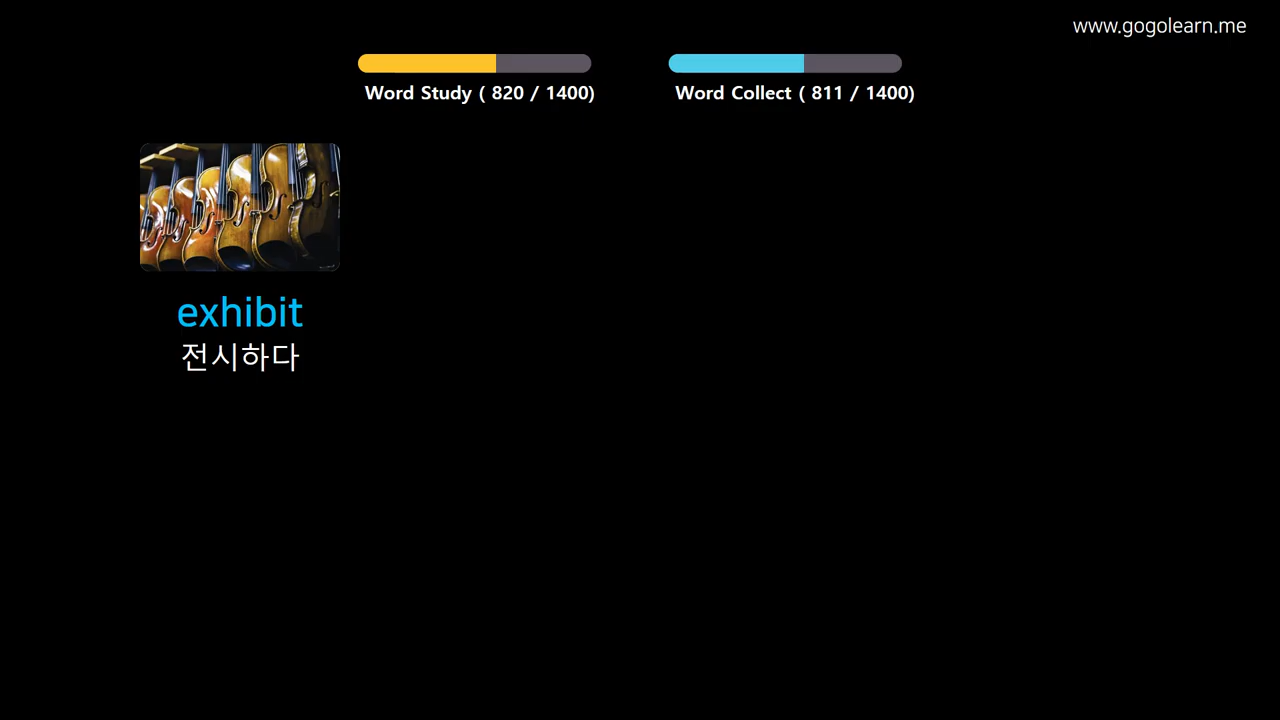 www.gogolearn.me
Word Study ( 820 / 1400)
Word Collect ( 811 / 1400)
exhibit
전시하다